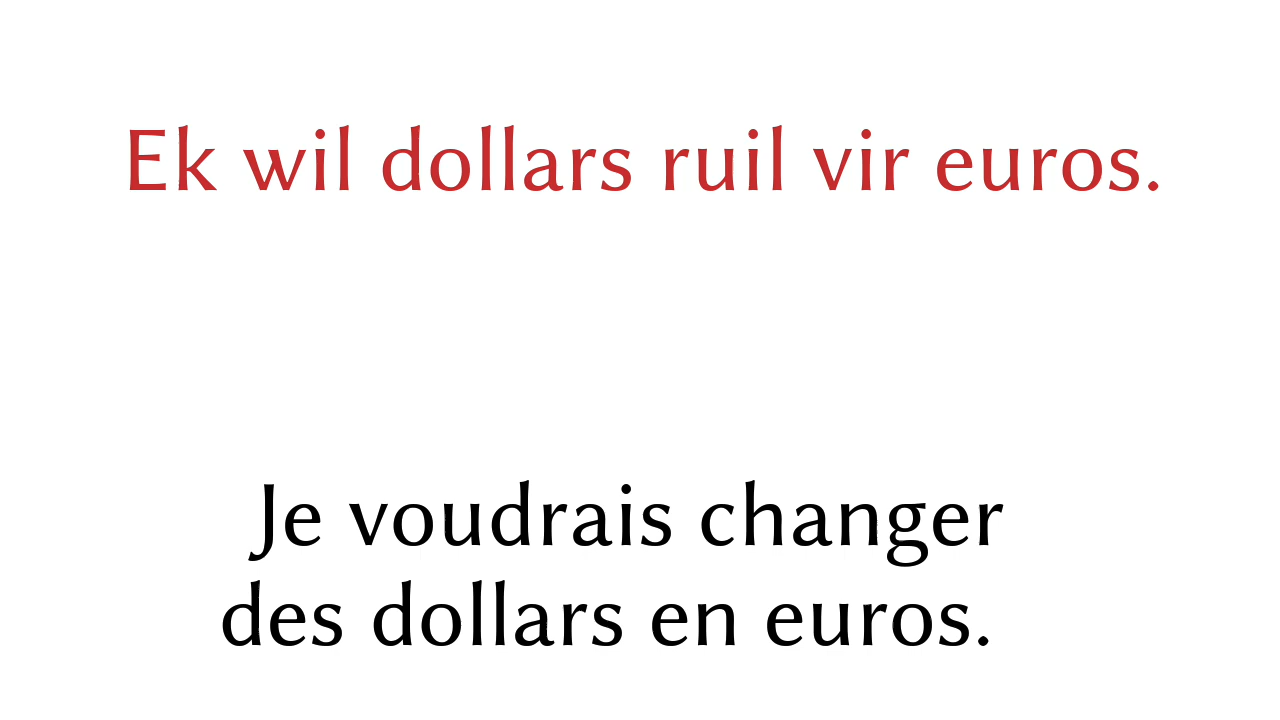 Ek wil dollars ruil vir euros.
Je voudrais changer
des dollars en euros.